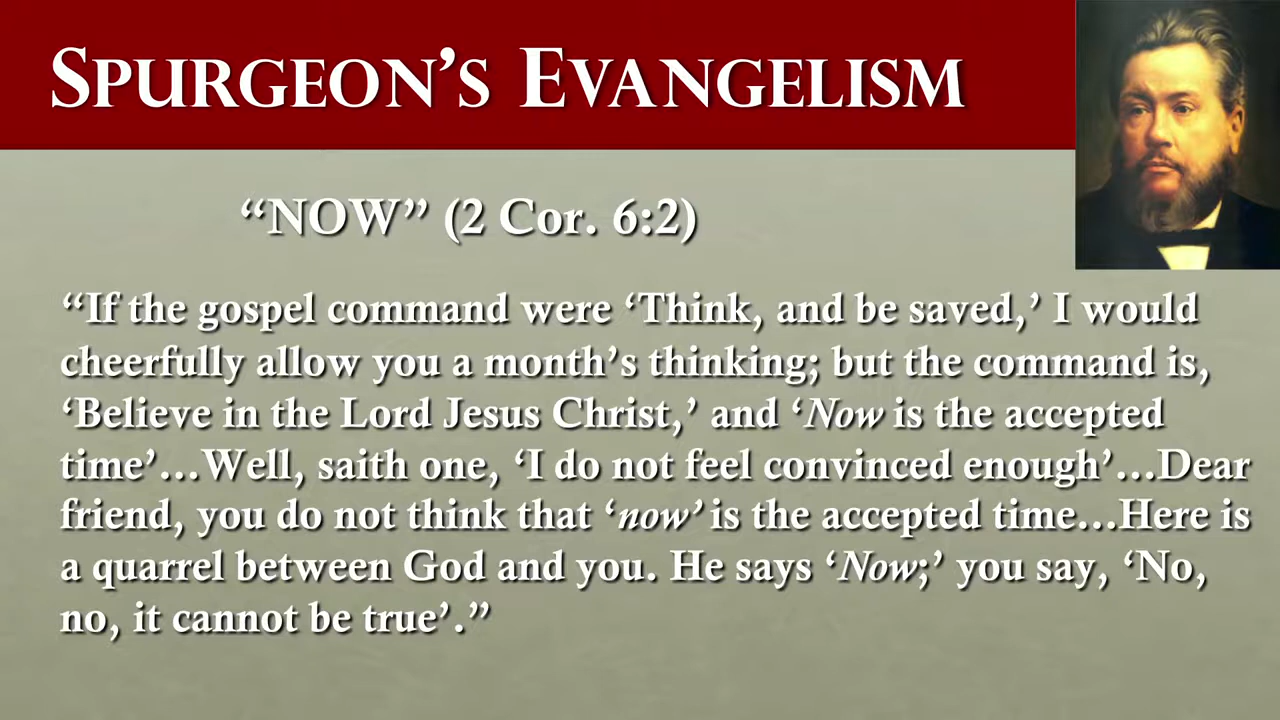 SPURGEON’S EVANGELISM
“NOW” (2 Cor. 6:2)
“If the gospel command were ‘Think, and be saved,’ I would
cheerfully allow you a month’s thinking; but the command is,
‘Believe in the Lord Jesus Christ,’ and ‘Now is the accepted
time’…Well, saith one, ‘I do not feel convinced enough’…Dear
friend, you do not think that ‘now’ is the accepted time…Here is
a quarrel between God and you. He says ‘Now;’ you say, ‘No,
no, it cannot be true’.”